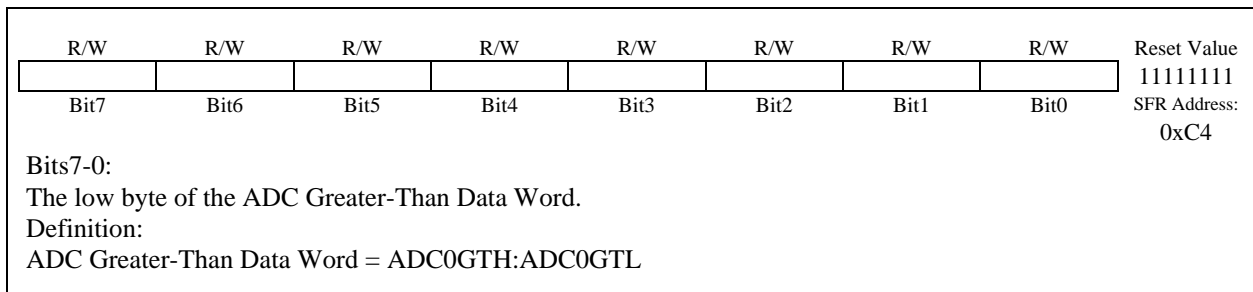 R/W R/W R/W R/W R/W R/W R/W R/W Reset Value
11111111
Bit7 Bit6 Bit5 Bit4 Bit3 Bit2 Bit1 Bit0 SFR Address:
0xC4
Bits7-0:
The low byte of the ADC Greater-Than Data Word.
Definition:
ADC Greater-Than Data Word = ADC0GTH:ADC0GTL